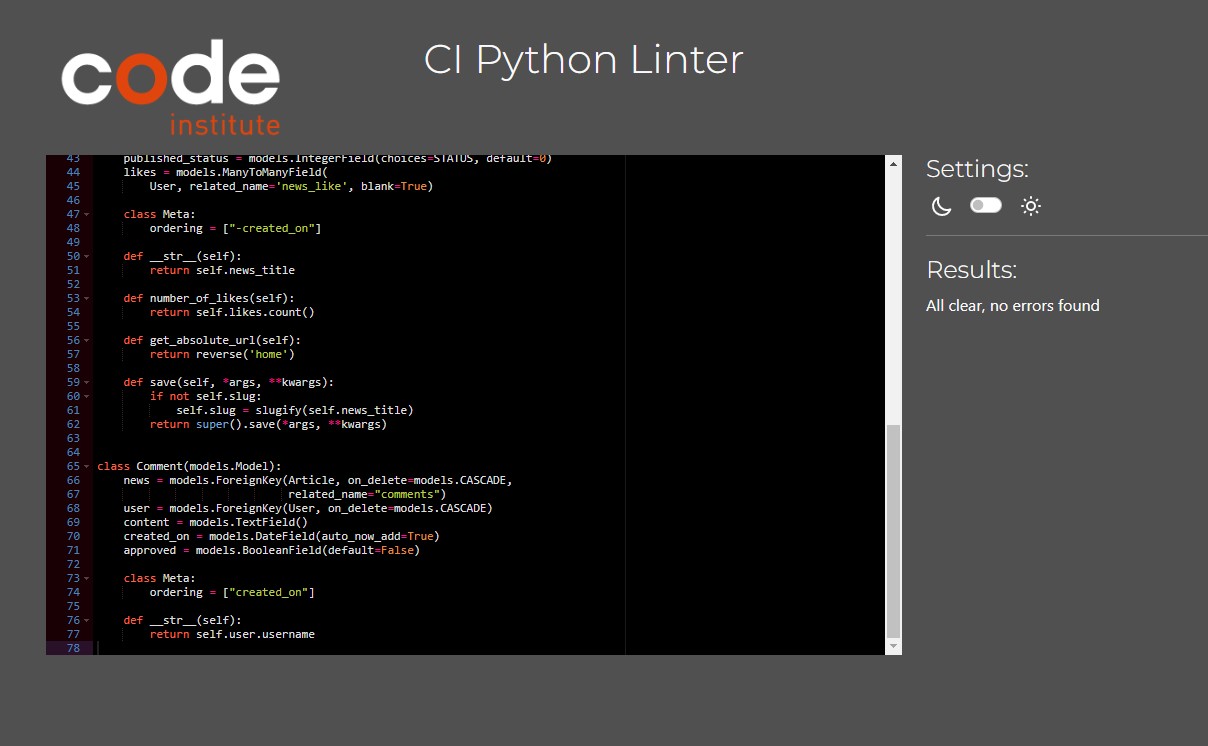 code
institute
CI Python Linter
43 published_status = models.IntegerField(choices=STATUS, default=0)
44 likes = models.ManyToManyField(
45 User, related_name='news_like', blank=True)
46
47 class Meta:
48 ordering = ["-created_on"]
49
50 def __str__(self):
51 return self.news_title
52
53 def number_of_likes(self):
54 return self.likes.count()
55
56 def get_absolute_url(self):
57 return reverse('home')
58
59 def save(self, *args, **kwargs):
60 if not self.slug:
61 self.slug = slugify(self.news_title)
62 return super().save(*args, **kwargs)
63
64
65 class Comment(models.Model):
66 news = models.ForeignKey(Article, on_delete=models.CASCADE,
67 related_name="comments")
68 user = models.ForeignKey(User, on_delete=models.CASCADE)
69 content = models.TextField()
70 created_on = models.DateField(auto_now_add=True)
71 approved = models.BooleanField(default=False)
72
73 class Meta:
74 ordering = ["created_on"]
75
76 def __str__(self):
77 return self.user.username
78
Settings:
Results:
All clear, no errors found